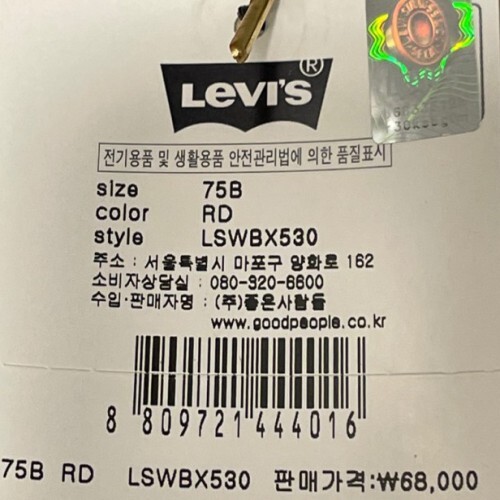 LEVI'S®
전기용품 및 생활용품 안전관리법에 의한 품질표시
size 75B
color RD
style LSWBX530
주소 : 서울특별시 마포구 양화로 162
소비자상담실 : 080-320-6600
수입·판매자명 : (주)좋은사람들
www.goodpeople.co.kr
8 809721 444016
75B RD LSWBX530 판매가격:₩68,000